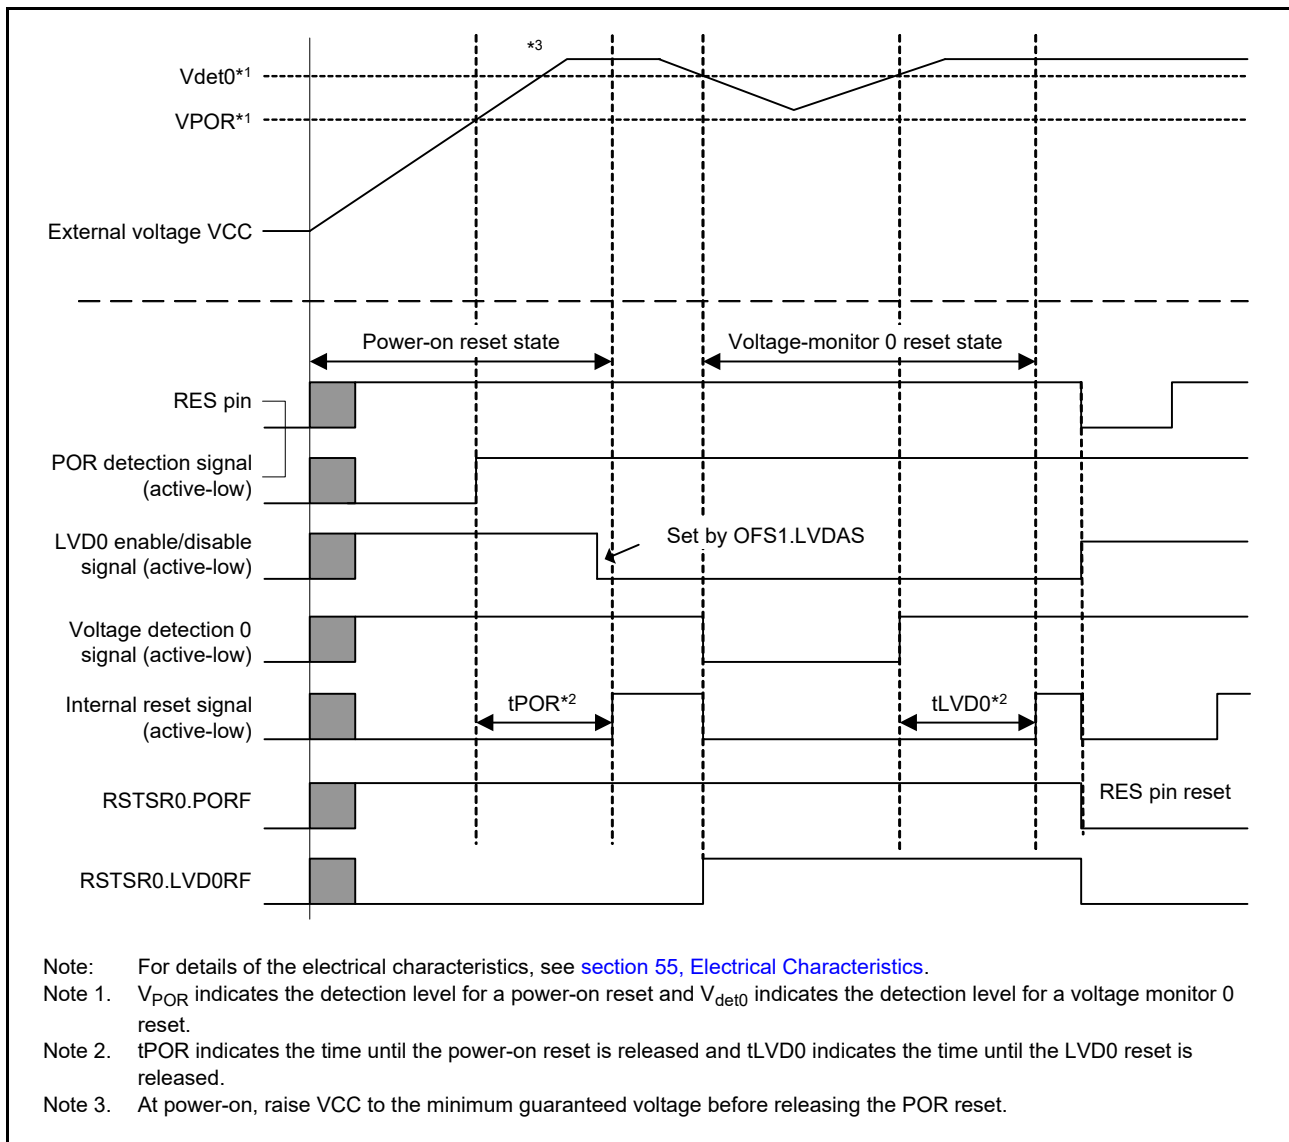 *3
Vdet0*1
VPOR*1
External voltage VCC
Power-on reset state
Voltage-monitor 0 reset state
RES pin
POR detection signal
(active-low)
LVD0 enable/disable
signal (active-low)
Set by OFS1.LVDAS
Voltage detection 0
signal (active-low)
Internal reset signal
(active-low)
tPOR*2
tLVD0*2
RSTSR0.PORF
RES pin reset
RSTSR0.LVD0RF
Note: For details of the electrical characteristics, see section 55, Electrical Characteristics.
Note 1. VPOR indicates the detection level for a power-on reset and Vdet0 indicates the detection level for a voltage monitor 0
reset.
Note 2. tPOR indicates the time until the power-on reset is released and tLVD0 indicates the time until the LVD0 reset is
released.
Note 3. At power-on, raise VCC to the minimum guaranteed voltage before releasing the POR reset.